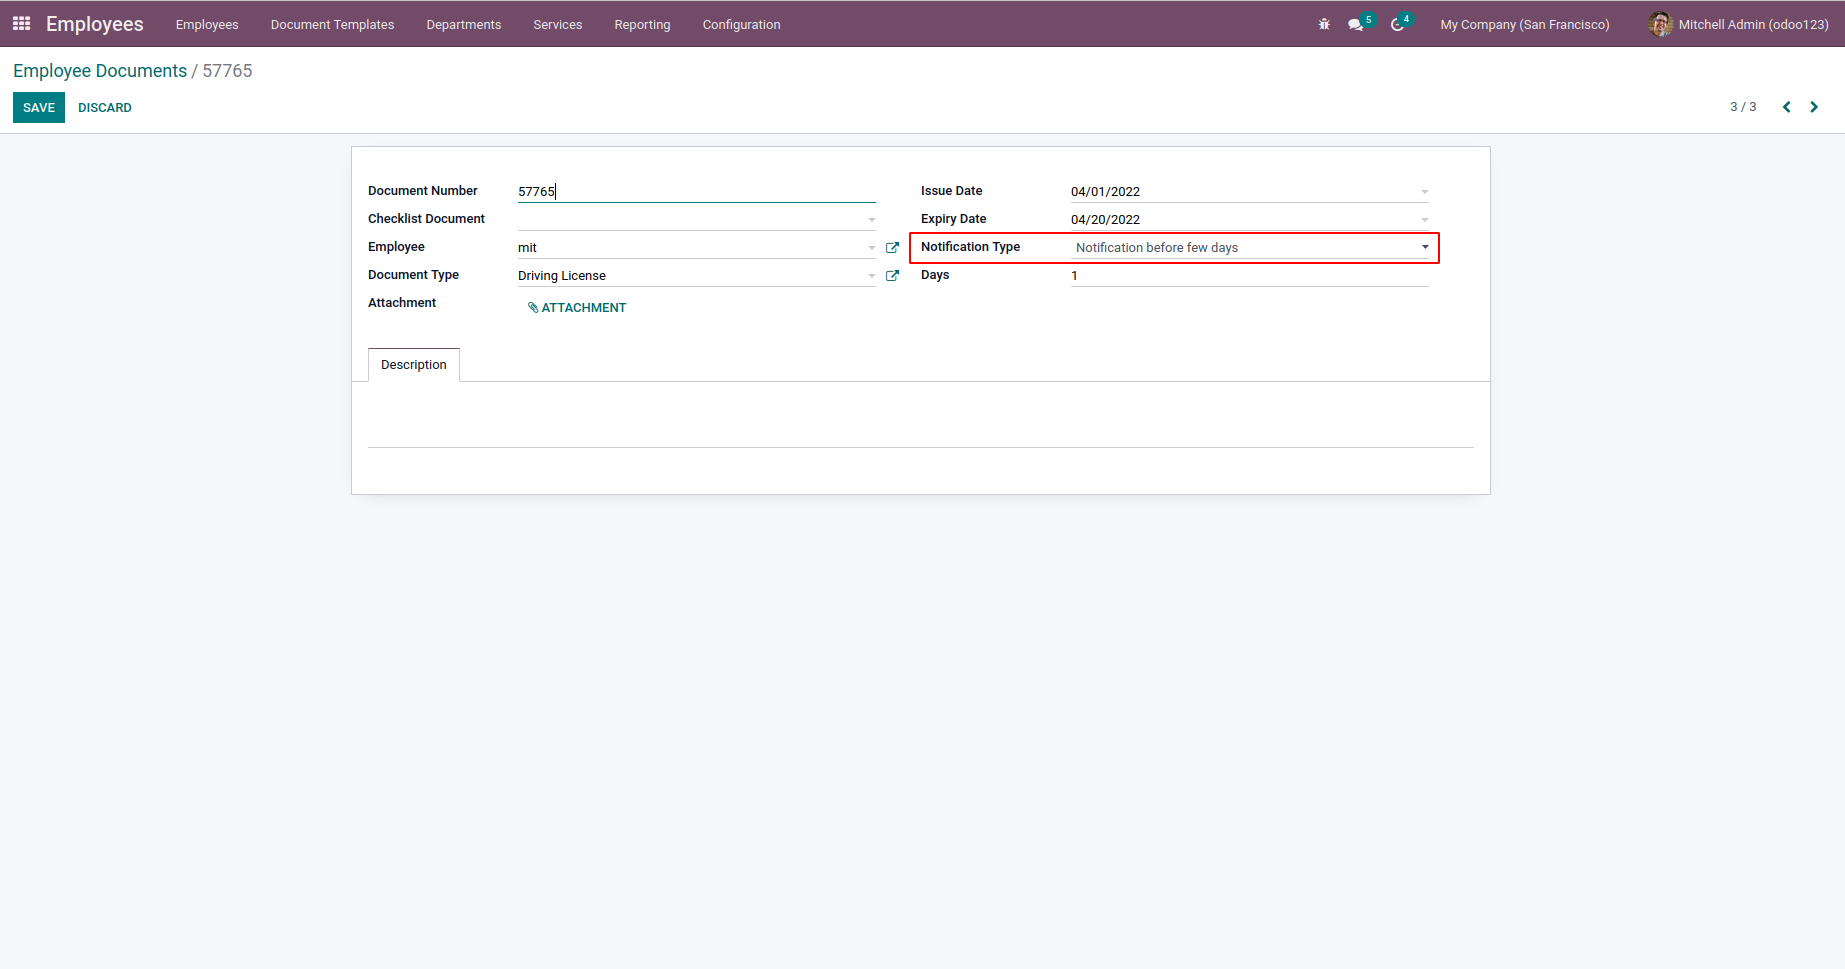 Employees Employees Document Templates Departments Services Reporting Configuration 5 4 My Company (San Francisco) Mitchell Admin (odoo123)
Employee Documents / 57765
SAVE DISCARD 3 / 3
Document Number 57765 Issue Date 04/01/2022
Checklist Document Expiry Date 04/20/2022
Employee mit Notification Type Notification before few days
Document Type Driving License Days 1
Attachment ATTACHMENT
Description